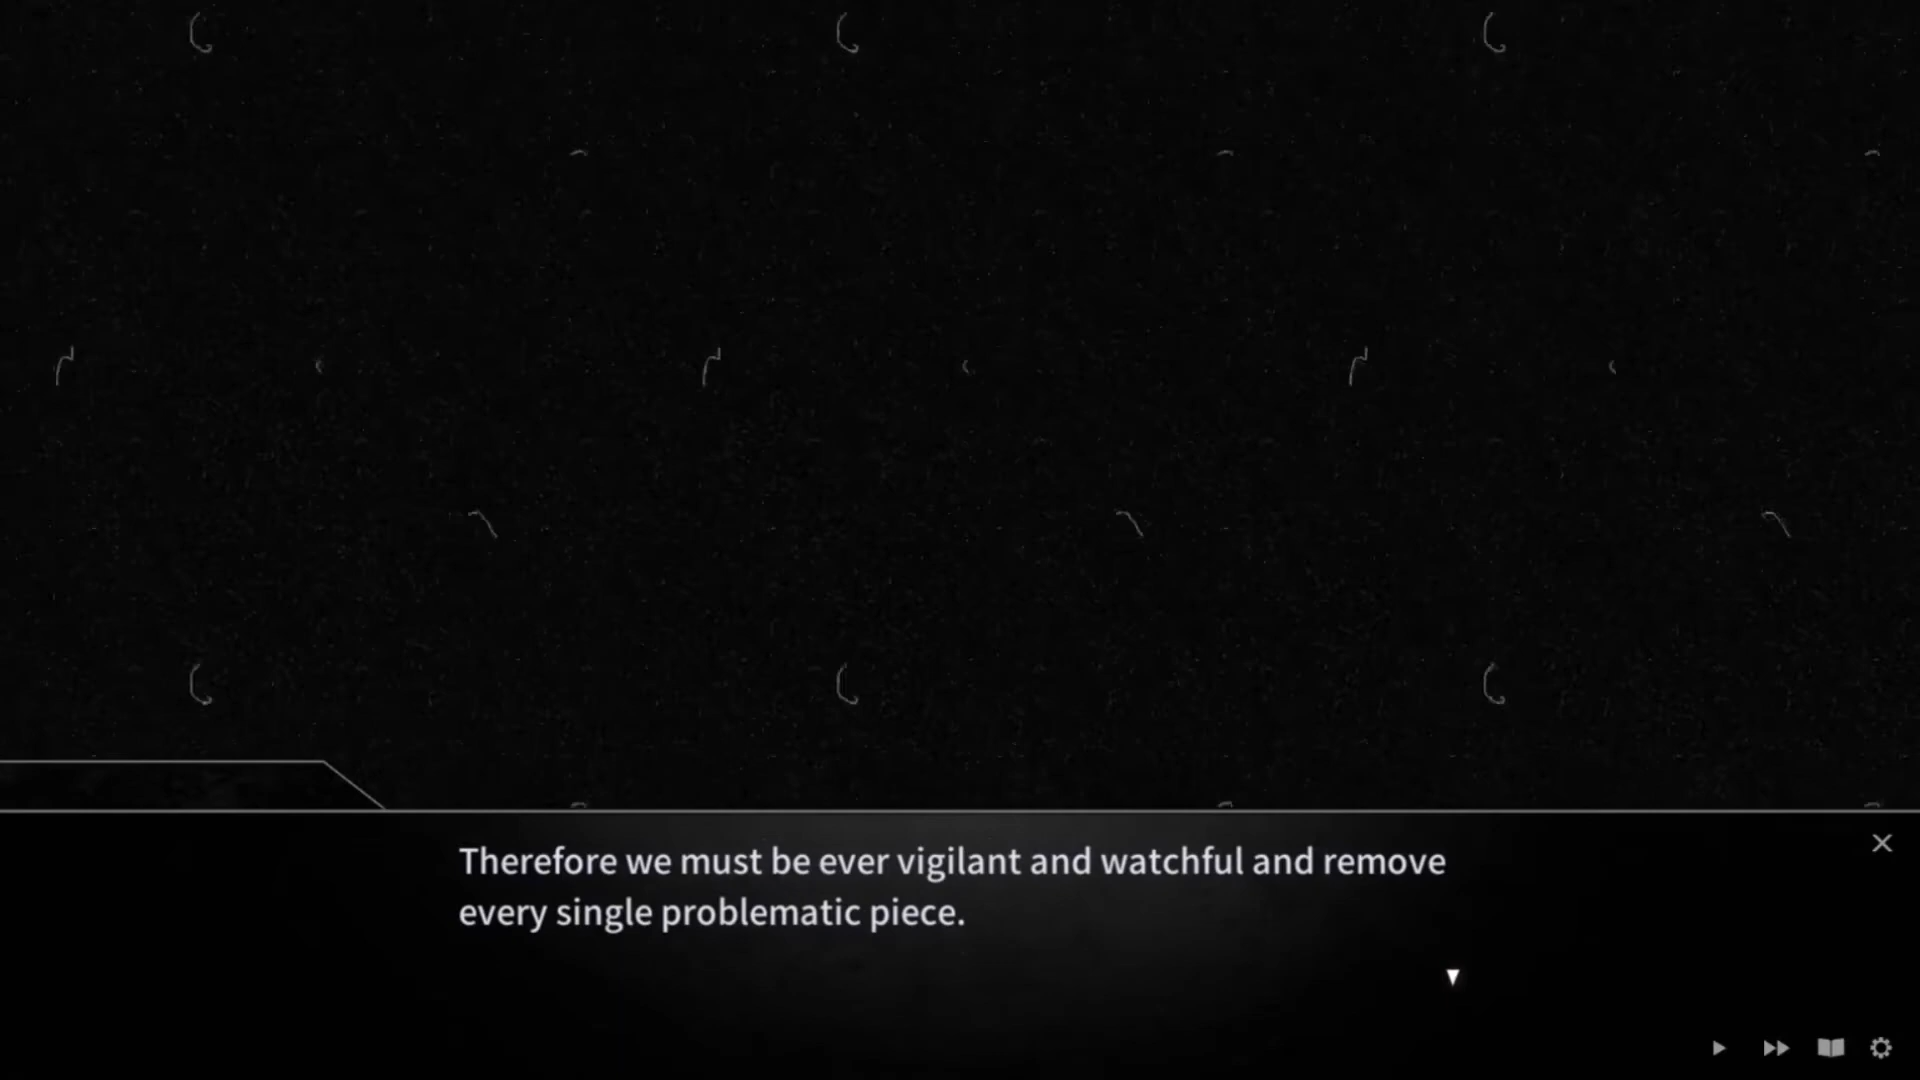 Therefore we must be ever vigilant and watchful and remove
every single problematic piece.